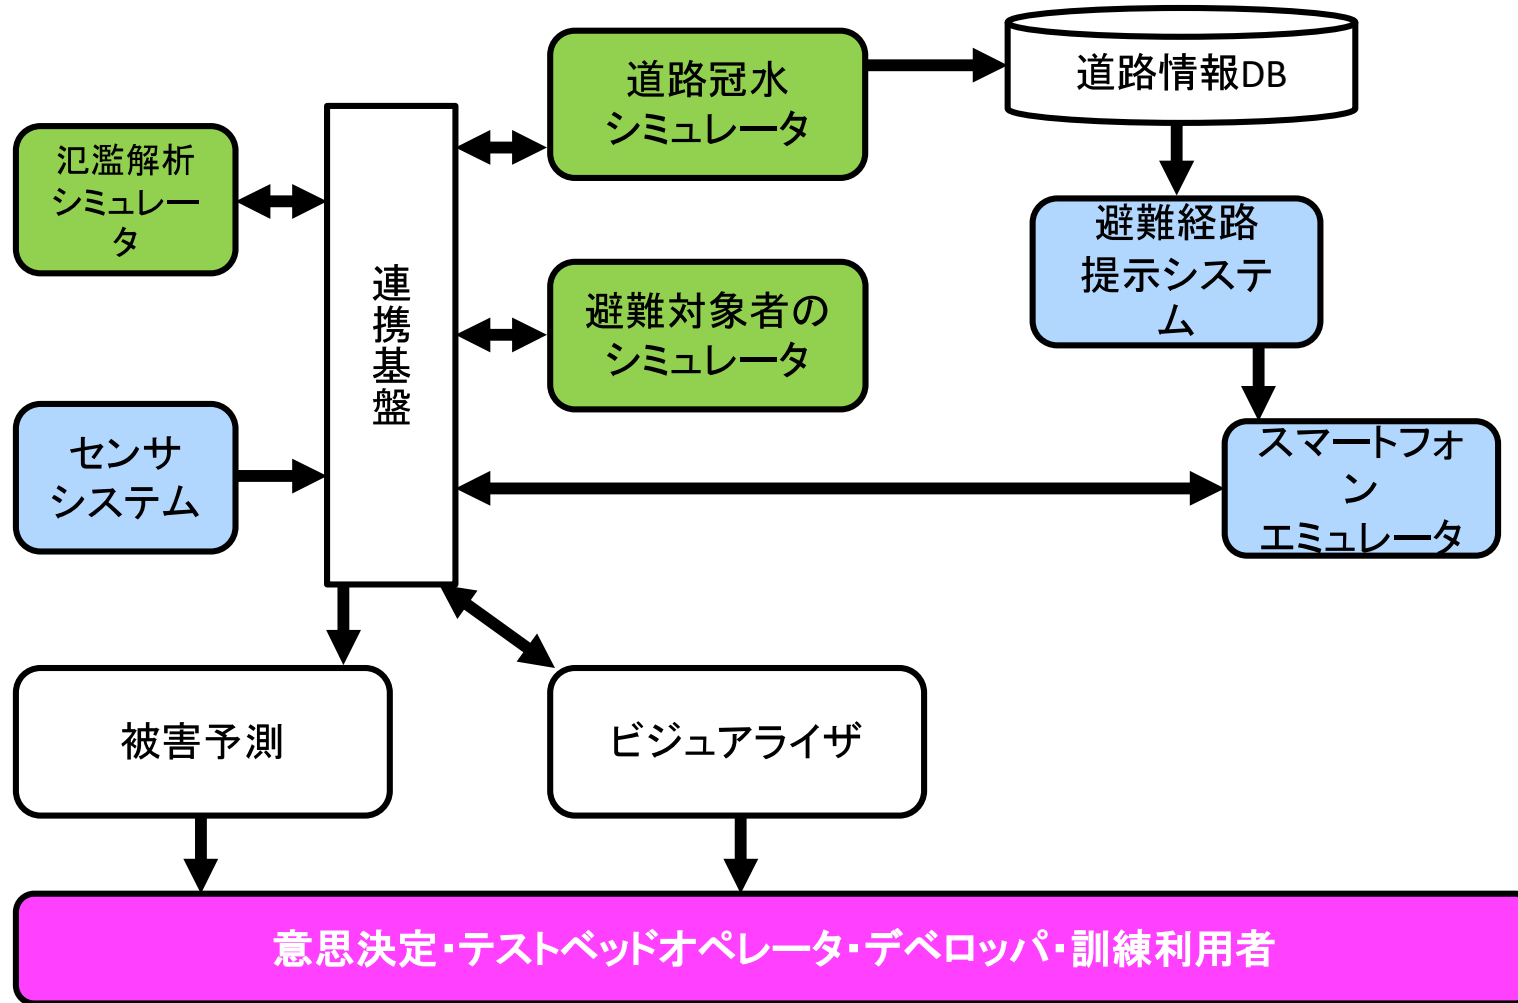 道路冠水
シミュレータ
道路情報DB
氾濫解析
シミュレー
タ
連携基盤
避難経路
提示システ
ム
避難対象者の
シミュレータ
センサ
システム
スマートフォ
ン
エミュレータ
被害予測
ビジュアライザ
意思決定・テストベッドオペレータ・デベロッパ・訓練利用者